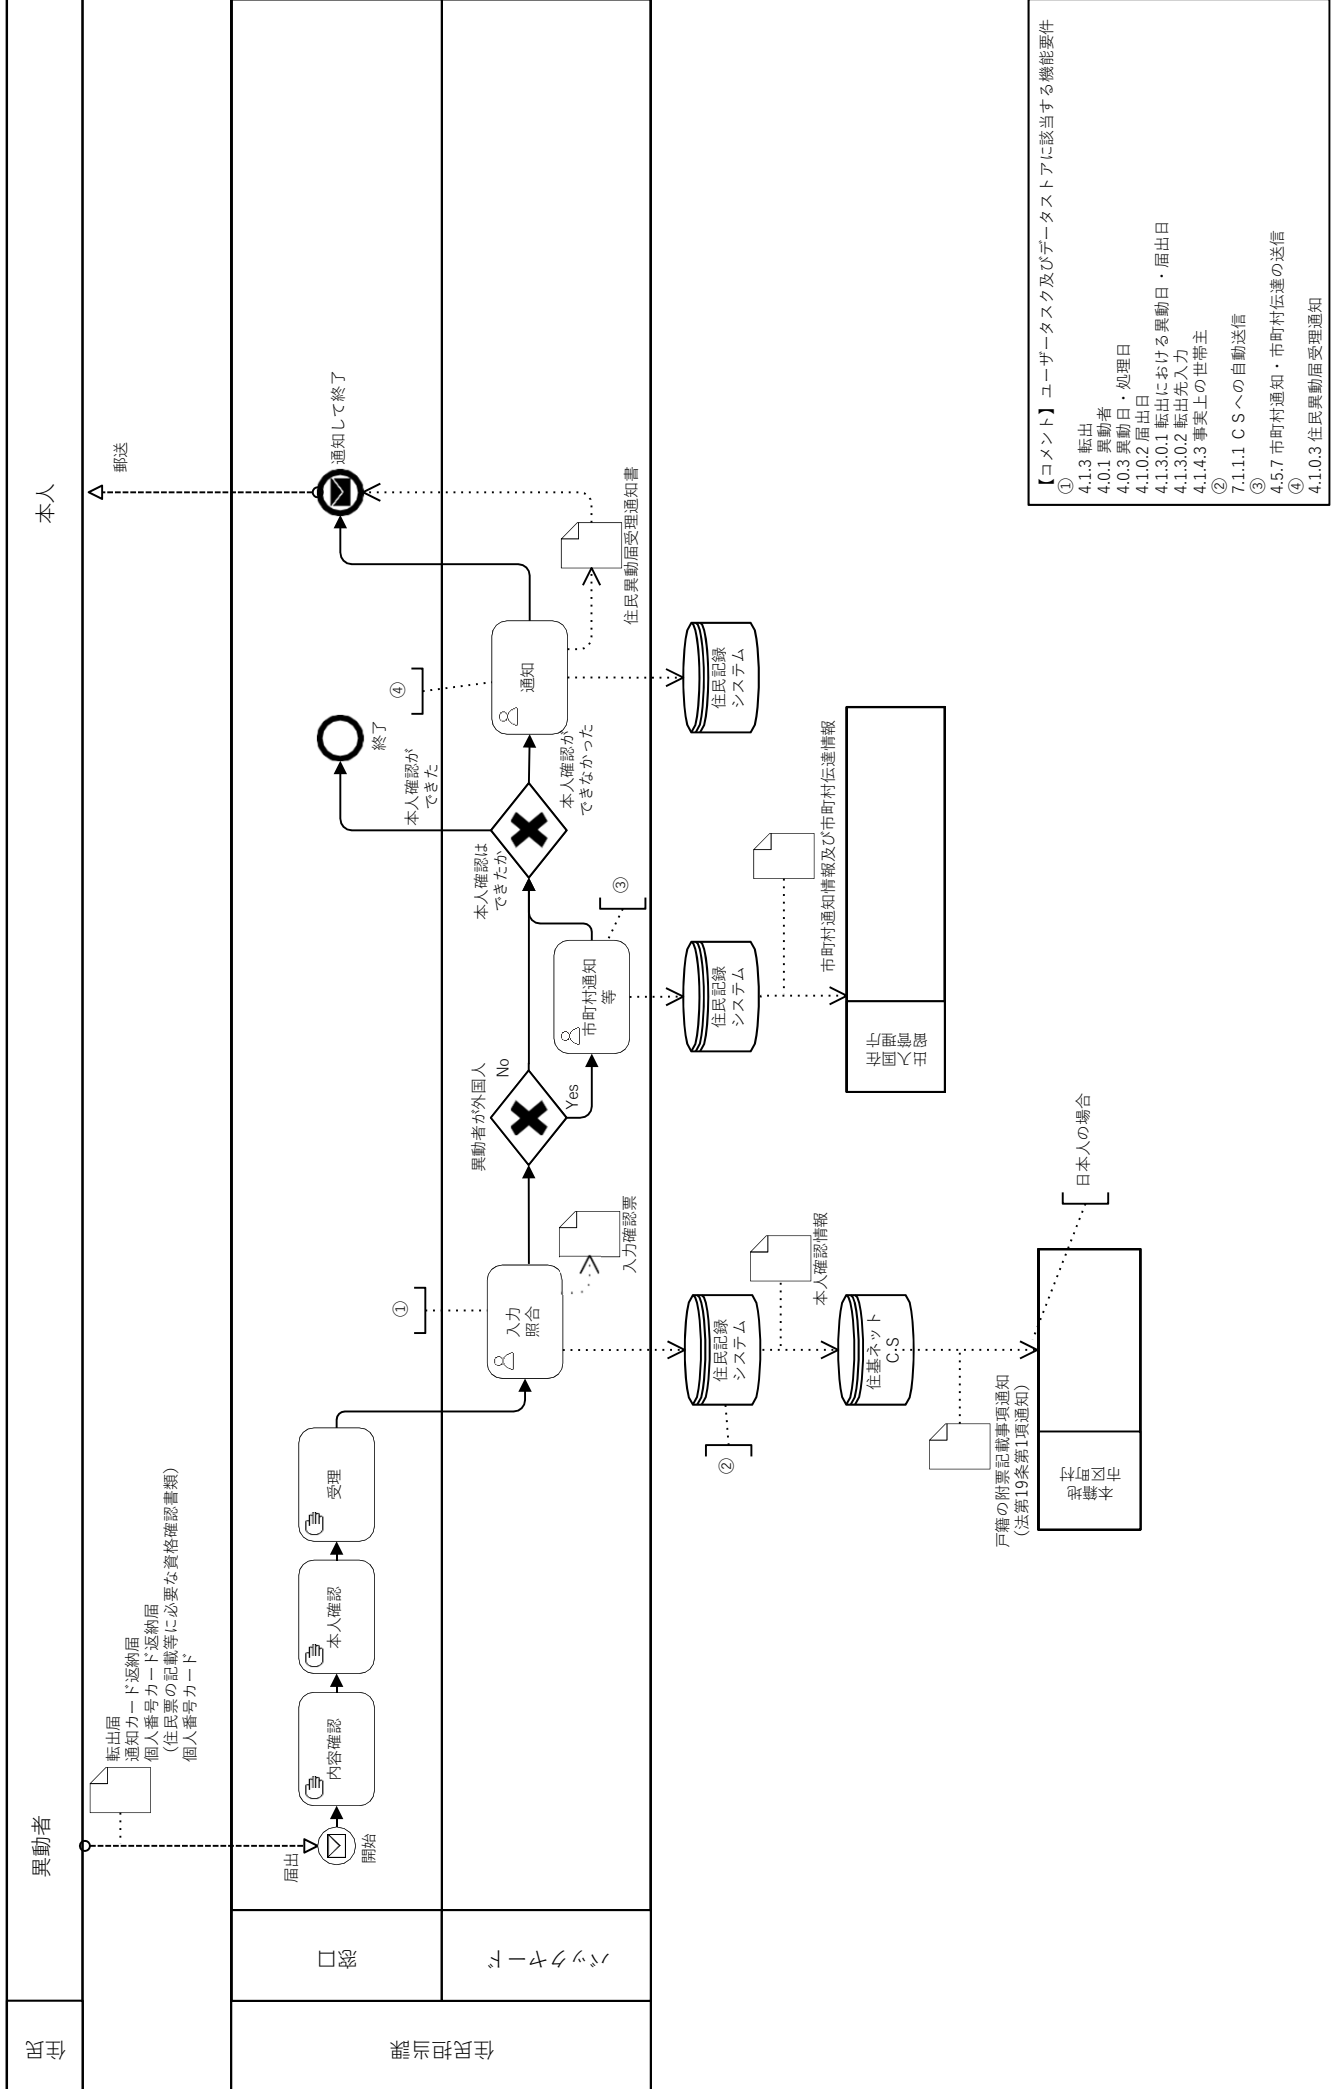 住民
異動者
本人
転出届
通知カード返納届
個人番号カード返納届
（住民票の記載等に必要な資格確認書類）
個人番号カード
郵送
住民担当課
窓口
バックヤード
届出
開始
内容確認
本人確認
受理
①
入力
照合
入力確認票
異動者が外国人
No
Yes
市町村通知
等
③
本人確認は
できたか
本人確認が
できた
終了
本人確認が
できなかった
④
通知
住民異動届受理通知書
通知して終了
②
住民記録
システム
本人確認情報
住基ネット
CS
戸籍の附票記載事項通知
（法第19条第1項通知）
本籍地
市区町村
日本人の場合
住民記録
システム
市町村通知情報及び市町村伝達情報
出入国在
留管理庁
住民記録
システム
【コメント】ユーザータスク及びデータストアに該当する機能要件
①
4.1.3 転出
4.0.1 異動者
4.0.3 異動日・処理日
4.1.0.2 届出日
4.1.3.0.1 転出における異動日・届出日
4.1.3.0.2 転出先入力
4.1.4.3 事実上の世帯主
②
7.1.1.1 ＣＳへの自動送信
③
4.5.7 市町村通知・市町村伝達の送信
④
4.1.0.3 住民異動届受理通知